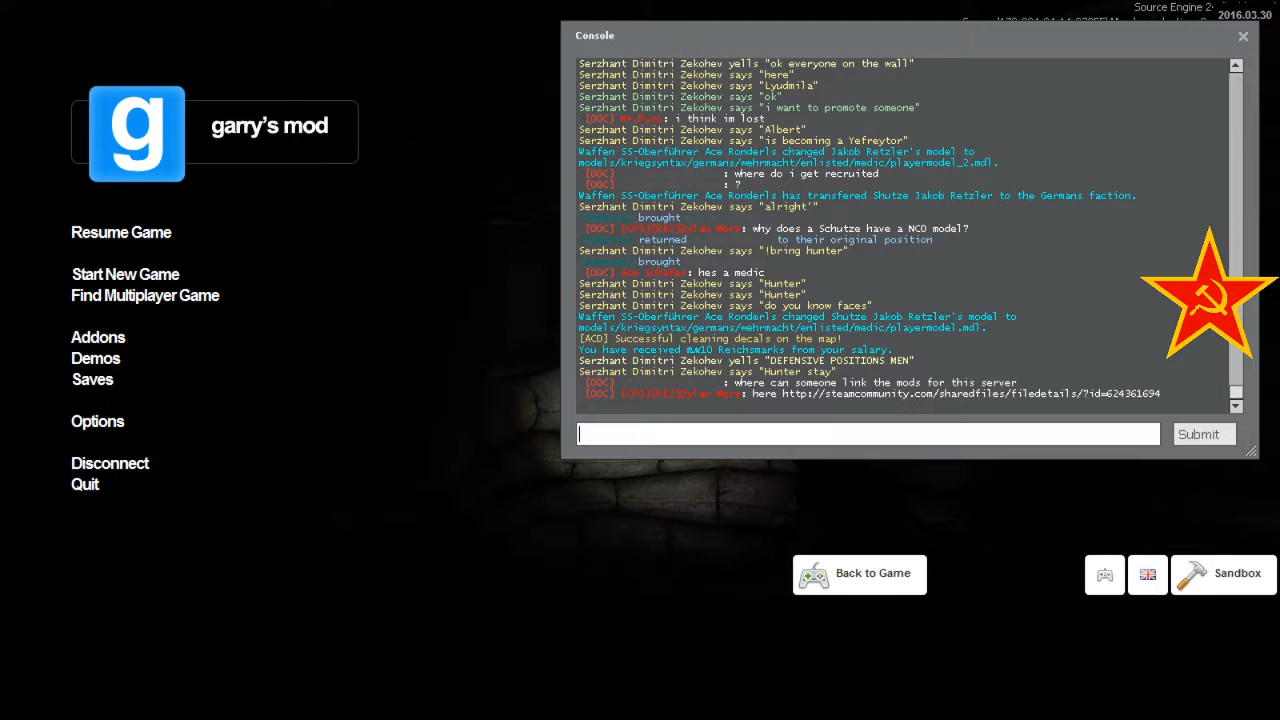 Source Engine 2
2016.03.30
Console
garry's mod
Serzhant Dimitri Zekohev yells "ok everyone on the wall"
Serzhant Dimitri Zekohev says "here"
Serzhant Dimitri Zekohev says "Lyudmila"
Serzhant Dimitri Zekohev says "ok"
Serzhant Dimitri Zekohev says "i want to promote someone"
[OOC] Mr.Pyro: i think im lost
Serzhant Dimitri Zekohev says "Albert"
Serzhant Dimitri Zekohev says "is becoming a Yefreytor"
Waffen SS-Oberführer Ace Ronderls changed Jakob Retzler's model to
models/kriegsyntax/germans/wehrmacht/enlisted/medic/playermodel_2.mdl.
[OOC] : where do i get recruited
[OOC] : ?
Waffen SS-Oberführer Ace Ronderls has transfered Shutze Jakob Retzler to the Germans faction.
Serzhant Dimitri Zekohev says "alright'"
brought
[OOC] Dylan Merz: why does a Schutze have a NCO model?
returned to their original position
Serzhant Dimitri Zekohev says "!bring hunter"
brought
[OOC] Ace Schäfer: hes a medic
Serzhant Dimitri Zekohev says "Hunter"
Serzhant Dimitri Zekohev says "Hunter"
Serzhant Dimitri Zekohev says "do you know faces"
Waffen SS-Oberführer Ace Ronderls changed Shutze Jakob Retzler's model to
models/kriegsyntax/germans/wehrmacht/enlisted/medic/playermodel.mdl.
[ACD] Successful cleaning decals on the map!
You have received 10 Reichsmarks from your salary.
Serzhant Dimitri Zekohev yells "DEFENSIVE POSITIONS MEN"
Serzhant Dimitri Zekohev says "Hunter stay"
[OOC] : where can someone link the mods for this server
[OOC] Dylan Merz: here http://steamcommunity.com/sharedfiles/filedetails/?id=624361694
Submit
Resume Game
Start New Game
Find Multiplayer Game
Addons
Demos
Saves
Options
Disconnect
Quit
Back to Game
Sandbox